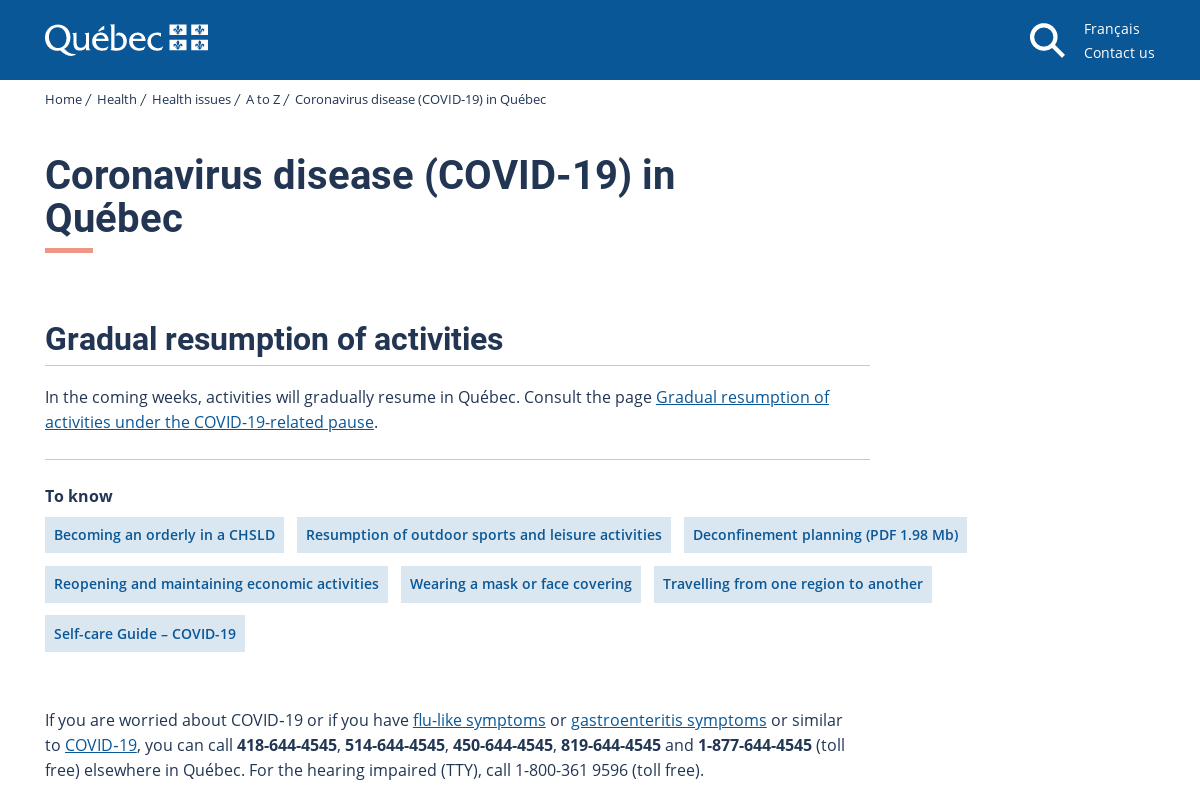 Québec
Français
Contact us
Home / Health / Health issues / A to Z / Coronavirus disease (COVID-19) in Québec
Coronavirus disease (COVID-19) in
Québec
Gradual resumption of activities
In the coming weeks, activities will gradually resume in Québec. Consult the page Gradual resumption of
activities under the COVID-19-related pause.
To know
Becoming an orderly in a CHSLD
Resumption of outdoor sports and leisure activities
Deconfinement planning (PDF 1.98 Mb)
Reopening and maintaining economic activities
Wearing a mask or face covering
Travelling from one region to another
Self-care Guide – COVID-19
If you are worried about COVID-19 or if you have flu-like symptoms or gastroenteritis symptoms or similar
to COVID-19, you can call 418-644-4545, 514-644-4545, 450-644-4545, 819-644-4545 and 1-877-644-4545 (toll
free) elsewhere in Québec. For the hearing impaired (TTY), call 1-800-361 9596 (toll free).